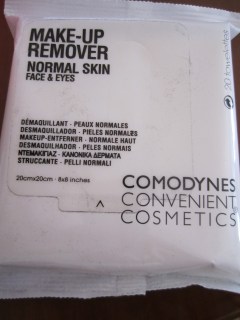 MAKE-UP
REMOVER
NORMAL SKIN
FACE & EYES
DÉMAQUILLANT - PEAUX NORMALES
DESMAQUILLADOR - PIELES NORMALES
MAKEUP-ENTFERNER - NORMALE HAUT
DESMAQUILHADOR - PELES NORMAIS
ΝΤΕΜΑΚΙΓΙΑΖ - ΚΑΝΟΝΙΚΑ ΔΕΡΜΑΤΑ
STRUCCANTE - PELLI NORMALI
20cmx20cm - 8x8 inches
COMODYNES
CONVENIENT
COSMETICS
20